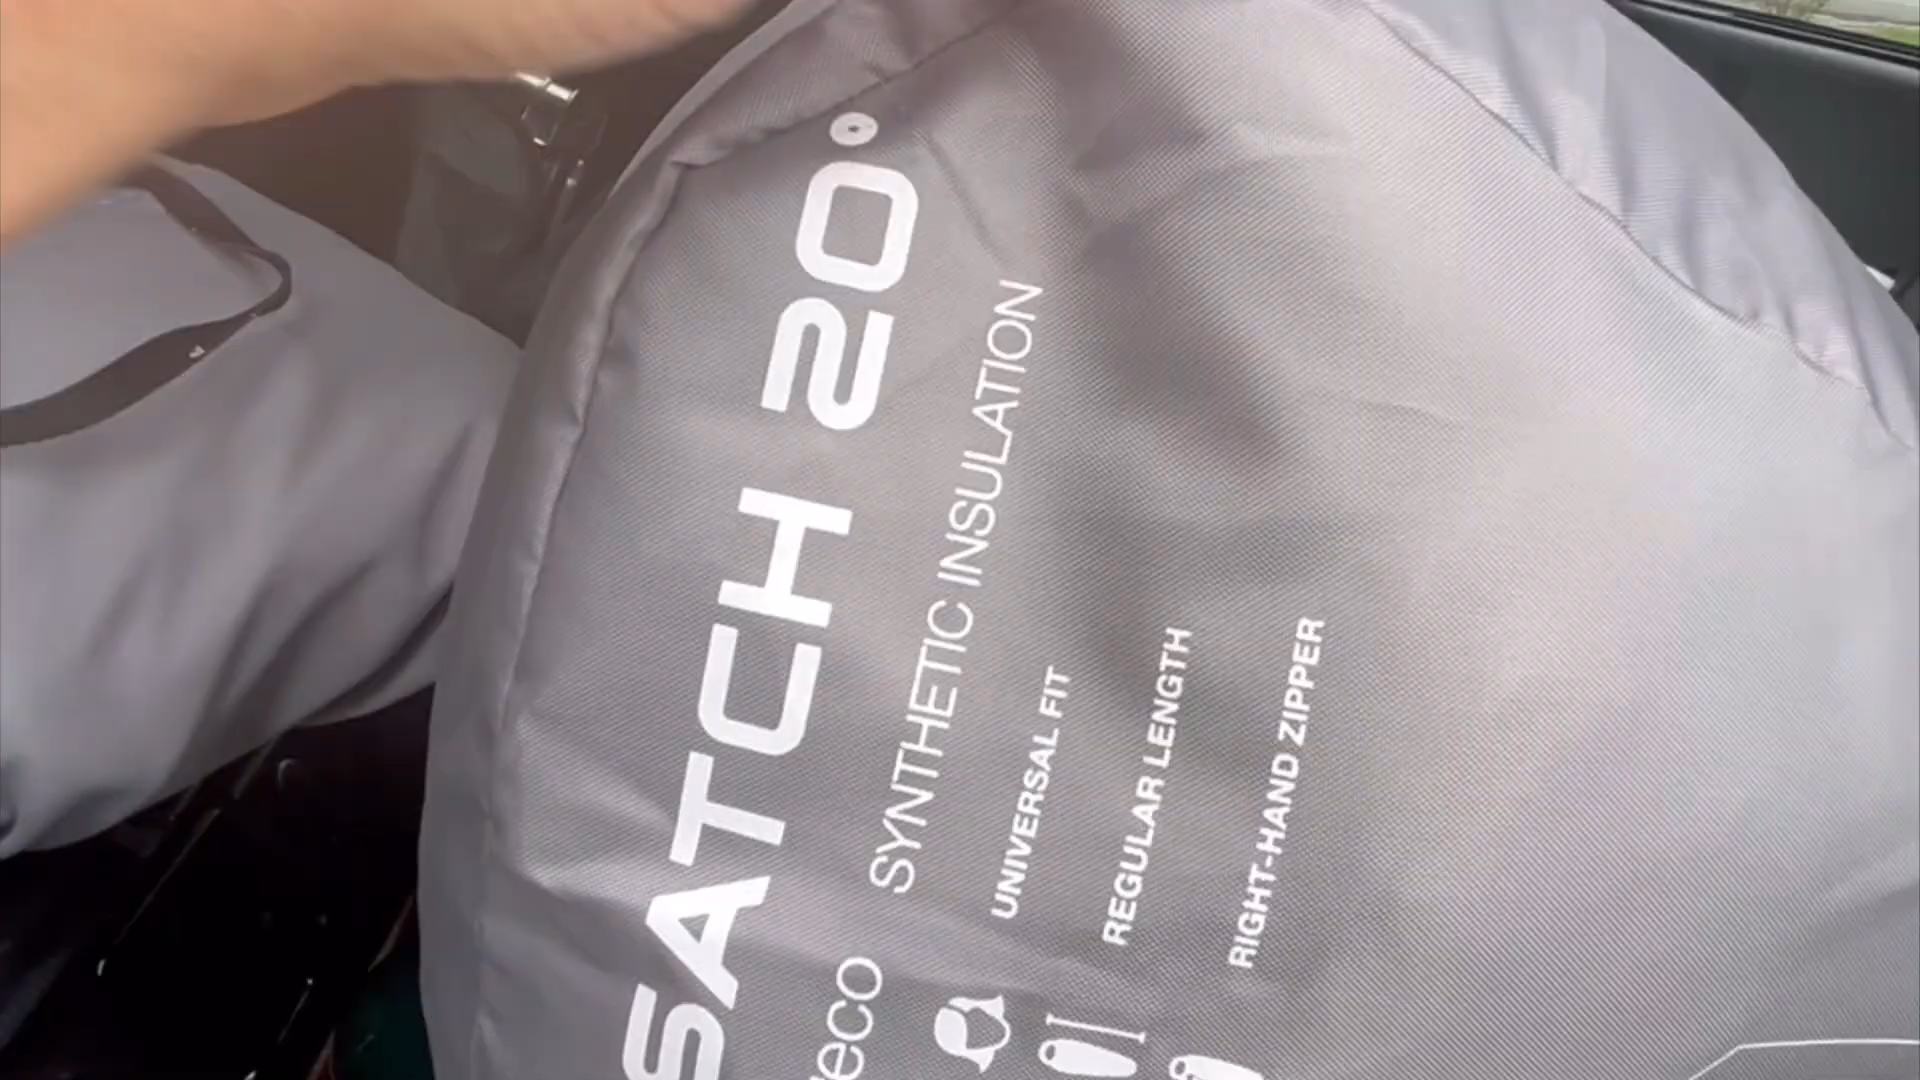 SATCH 20°
eco SYNTHETIC INSULATION
UNIVERSAL FIT
REGULAR LENGTH
RIGHT-HAND ZIPPER